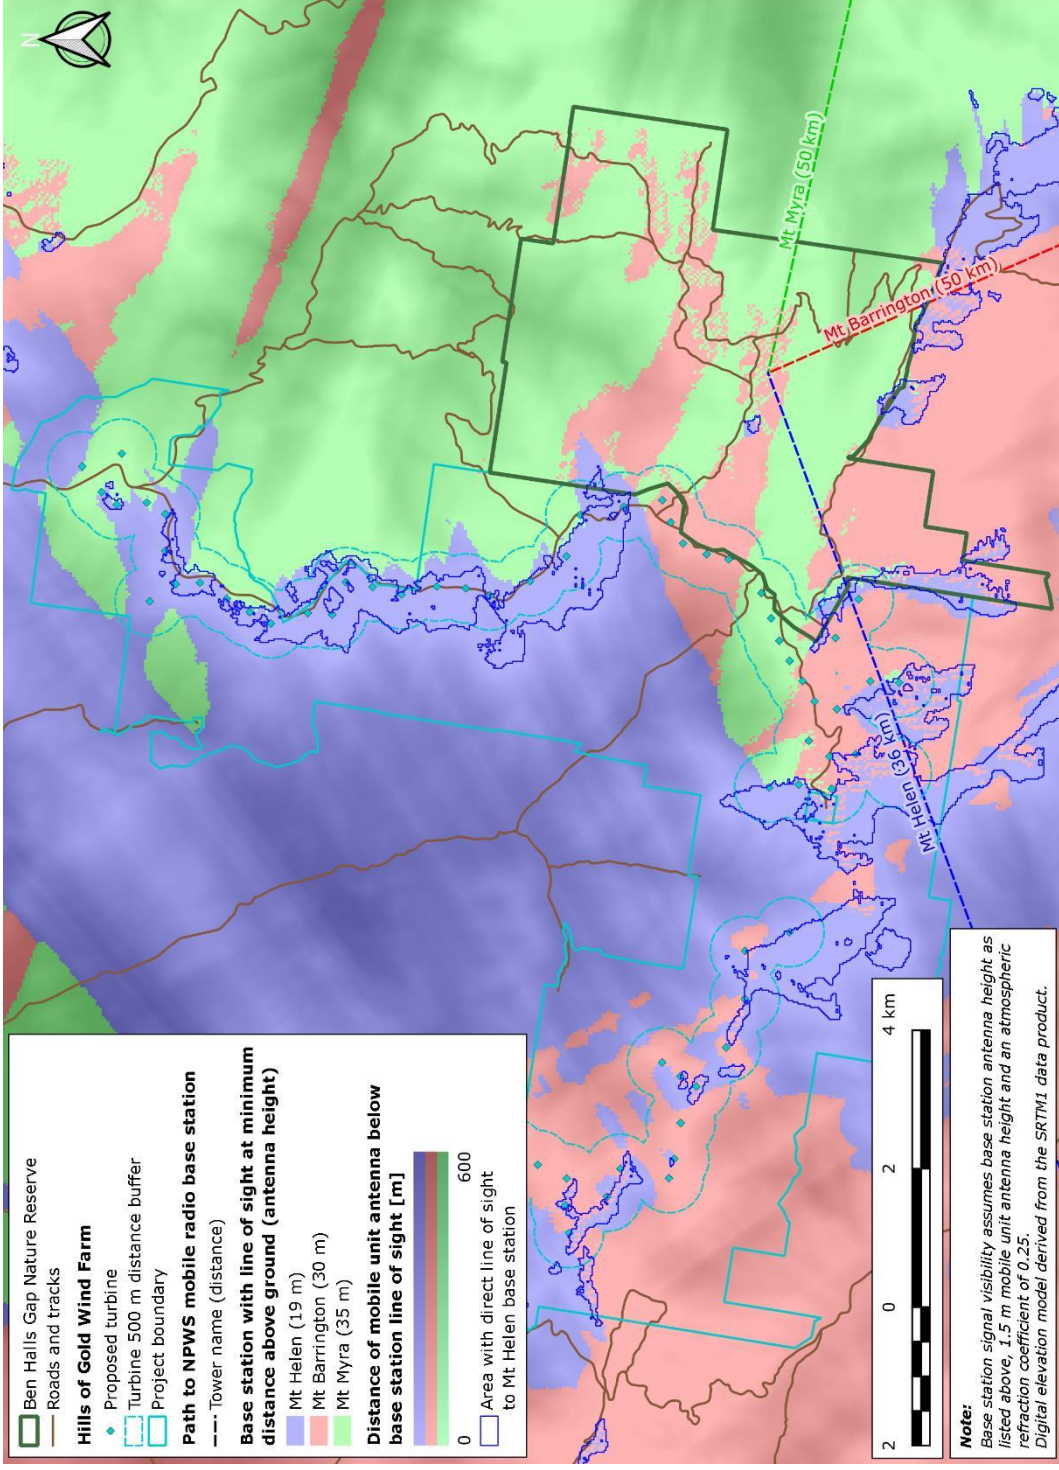 N
Ben Halls Gap Nature Reserve
Roads and tracks
Hills of Gold Wind Farm
Proposed turbine
Turbine 500 m distance buffer
Project boundary
Path to NPWS mobile radio base station
Tower name (distance)
Base station with line of sight at minimum
distance above ground (antenna height)
Mt Helen (19 m)
Mt Barrington (30 m)
Mt Myra (35 m)
Distance of mobile unit antenna below
base station line of sight [m]
0 600
Area with direct line of sight
to Mt Helen base station
Mt Myra (50 km)
Mt Barrington (50 km)
Mt Helen (36 km)
2 0 2 4 km
Note:
Base station signal visibility assumes base station antenna height as
listed above, 1.5 m mobile unit antenna height and an atmospheric
refraction coefficient of 0.25.
Digital elevation model derived from the SRTM1 data product.